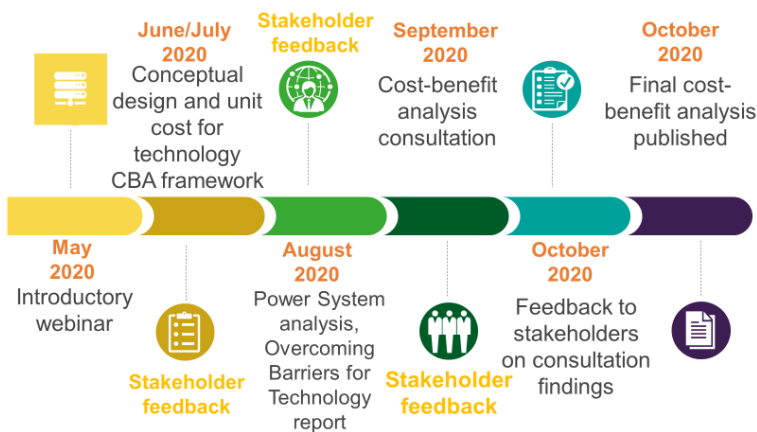 May
2020
Introductory
webinar
June/July
2020
Conceptual
design and unit
cost for
technology
CBA framework
Stakeholder
feedback
August
2020
Power System
analysis,
Overcoming
Barriers for
Technology
report
Stakeholder
feedback
September
2020
Cost-benefit
analysis
consultation
Stakeholder
feedback
October
2020
Feedback to
stakeholders
on consultation
findings
October
2020
Final cost-
benefit analysis
published